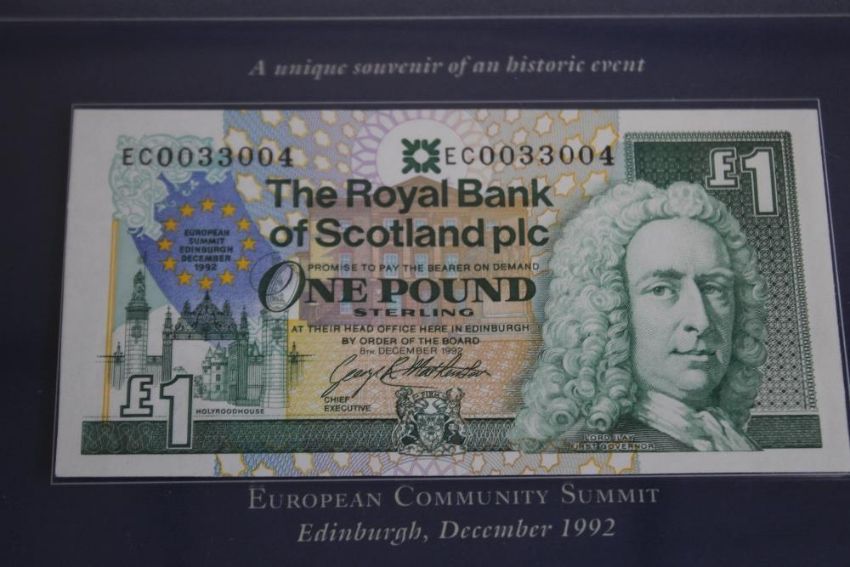 A unique souvenir of an historic event
EC0033004
EC0033004
£1
The Royal Bank
of Scotland plc
EUROPEAN
SUMMIT
EDINBURGH
DECEMBER
1992
PROMISE TO PAY THE BEARER ON DEMAND
ONE POUND
STERLING
AT THEIR HEAD OFFICE HERE IN EDINBURGH
BY ORDER OF THE BOARD
8TH DECEMBER 1992
CHIEF
EXECUTIVE
£1
HOLYROODHOUSE
LORD ILAY
FIRST GOVERNOR
EUROPEAN COMMUNITY SUMMIT
Edinburgh, December 1992